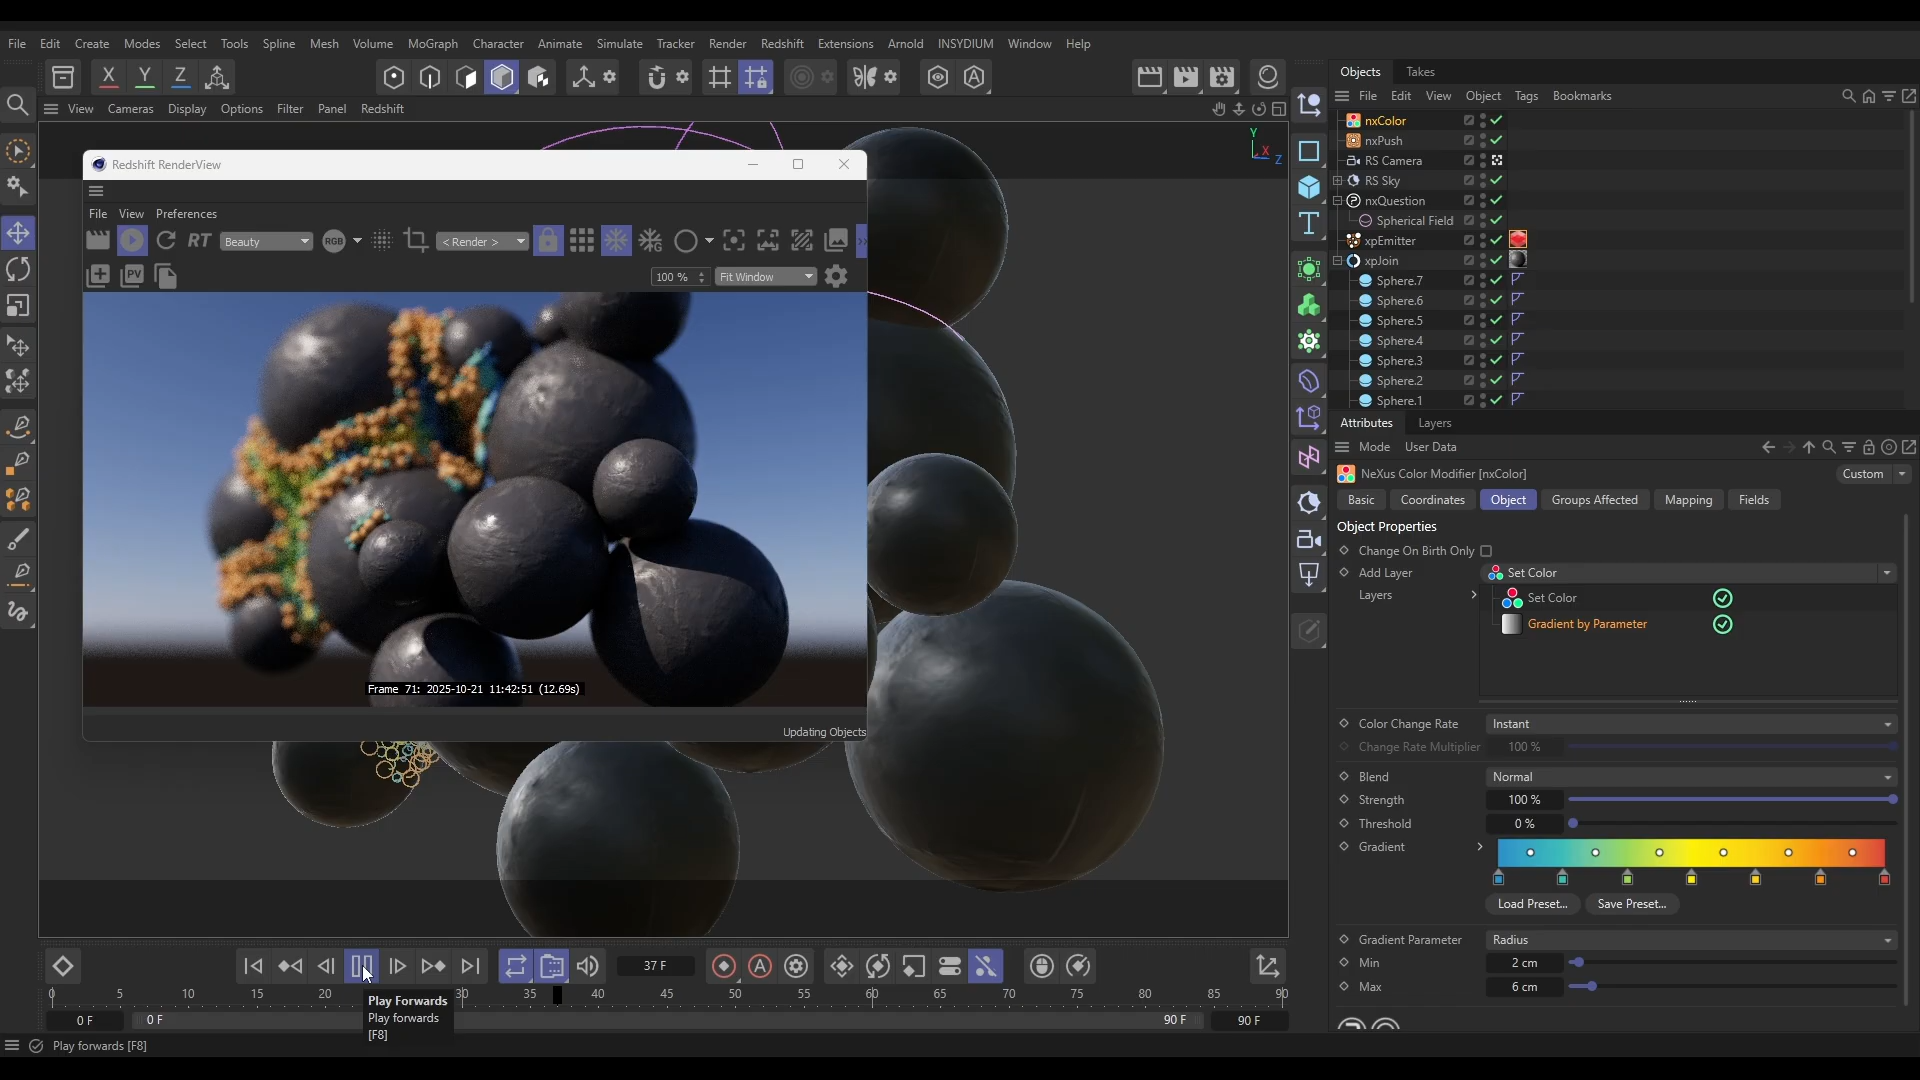 File Edit Create Modes Select Tools Spline Mesh Volume MoGraph Character Animate Simulate Tracker Render Redshift Extensions Arnold INSYDIUM Window Help
X Y Z
View Cameras Display Options Filter Panel Redshift
Y X Z
Redshift RenderView
File View Preferences
RT Beauty RGB < Render >
PV 100 % Fit Window
Frame 71: 2025-10-21 11:42:51 (12.69s)
Updating Objects
37 F
0 5 10 15 20 30 35 40 45 50 55 60 65 70 75 80 85 90
Play Forwards
Play forwards
[F8]
0 F 0 F 90 F 90 F
Play forwards [F8]
Objects Takes
File Edit View Object Tags Bookmarks
nxColor
nxPush
RS Camera
RS Sky
nxQuestion
Spherical Field
xpEmitter
xpJoin
Sphere.7
Sphere.6
Sphere.5
Sphere.4
Sphere.3
Sphere.2
Sphere.1
Attributes Layers
Mode User Data
NeXus Color Modifier [nxColor] Custom
Basic Coordinates Object Groups Affected Mapping Fields
Object Properties
Change On Birth Only
Add Layer Set Color
Layers Set Color
Gradient by Parameter
Color Change Rate Instant
Change Rate Multiplier 100 %
Blend Normal
Strength 100 %
Threshold 0 %
Gradient
Load Preset... Save Preset...
Gradient Parameter Radius
Min 2 cm
Max 6 cm